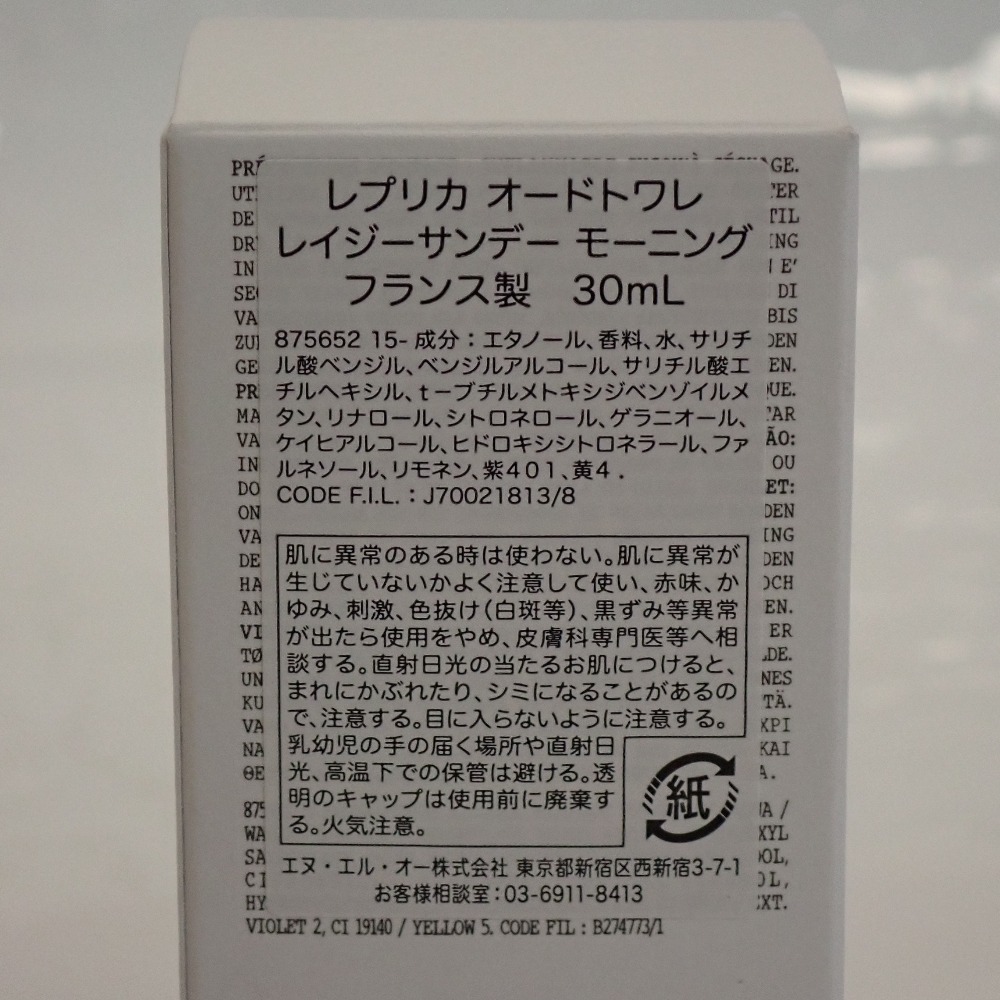 レプリカ オードトワレ
レイジーサンデー モーニング
フランス製 30mL
875652 15- 成分：エタノール、香料、水、サリチ
ル酸ベンジル、ベンジルアルコール、サリチル酸エ
チルヘキシル、t－ブチルメトキシジベンゾイルメ
タン、リナロール、シトロネロール、ゲラニオール、
ケイヒアルコール、ヒドロキシシトロネラール、ファ
ルネソール、リモネン、紫401、黄4．
CODE F.I.L.：J70021813/8
肌に異常のある時は使わない。肌に異常が
生じていないかよく注意して使い、赤味、か
ゆみ、刺激、色抜け（白斑等）、黒ずみ等異常
が出たら使用をやめ、皮膚科専門医等へ相
談する。直射日光の当たるお肌につけると、
まれにかぶれたり、シミになることがあるの
で、注意する。目に入らないように注意する。
乳幼児の手の届く場所や直射日
光、高温下での保管は避ける。透
明のキャップは使用前に廃棄す
る。火気注意。
紙
エヌ・エル・オー株式会社 東京都新宿区西新宿3-7-1
お客様相談室：03-6911-8413
VIOLET 2, CI 19140 / YELLOW 5. CODE FIL : B274773/1